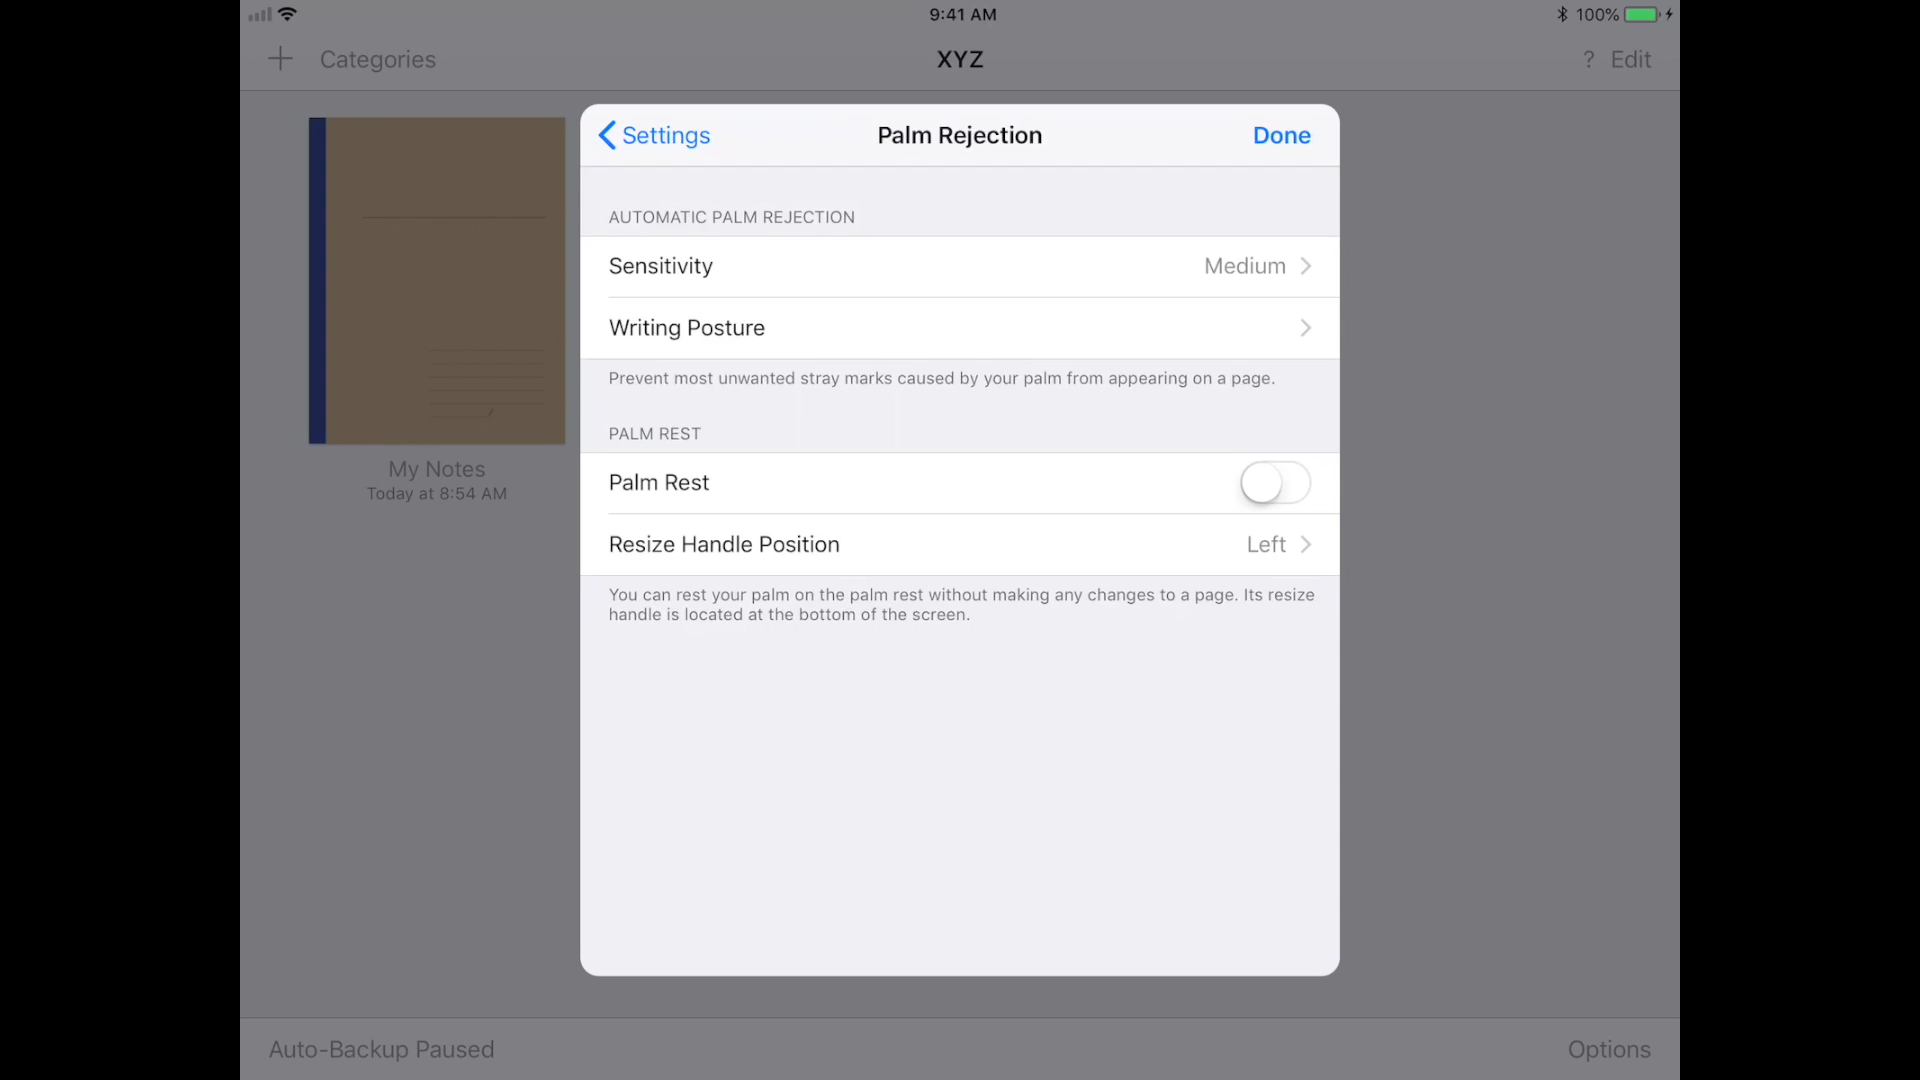 9:41 AM
100%
Categories
XYZ
? Edit
Settings
Palm Rejection
Done
AUTOMATIC PALM REJECTION
Sensitivity
Medium
Writing Posture
Prevent most unwanted stray marks caused by your palm from appearing on a page.
PALM REST
Palm Rest
Resize Handle Position
Left
You can rest your palm on the palm rest without making any changes to a page. Its resize
handle is located at the bottom of the screen.
My Notes
Today at 8:54 AM
Auto-Backup Paused
Options